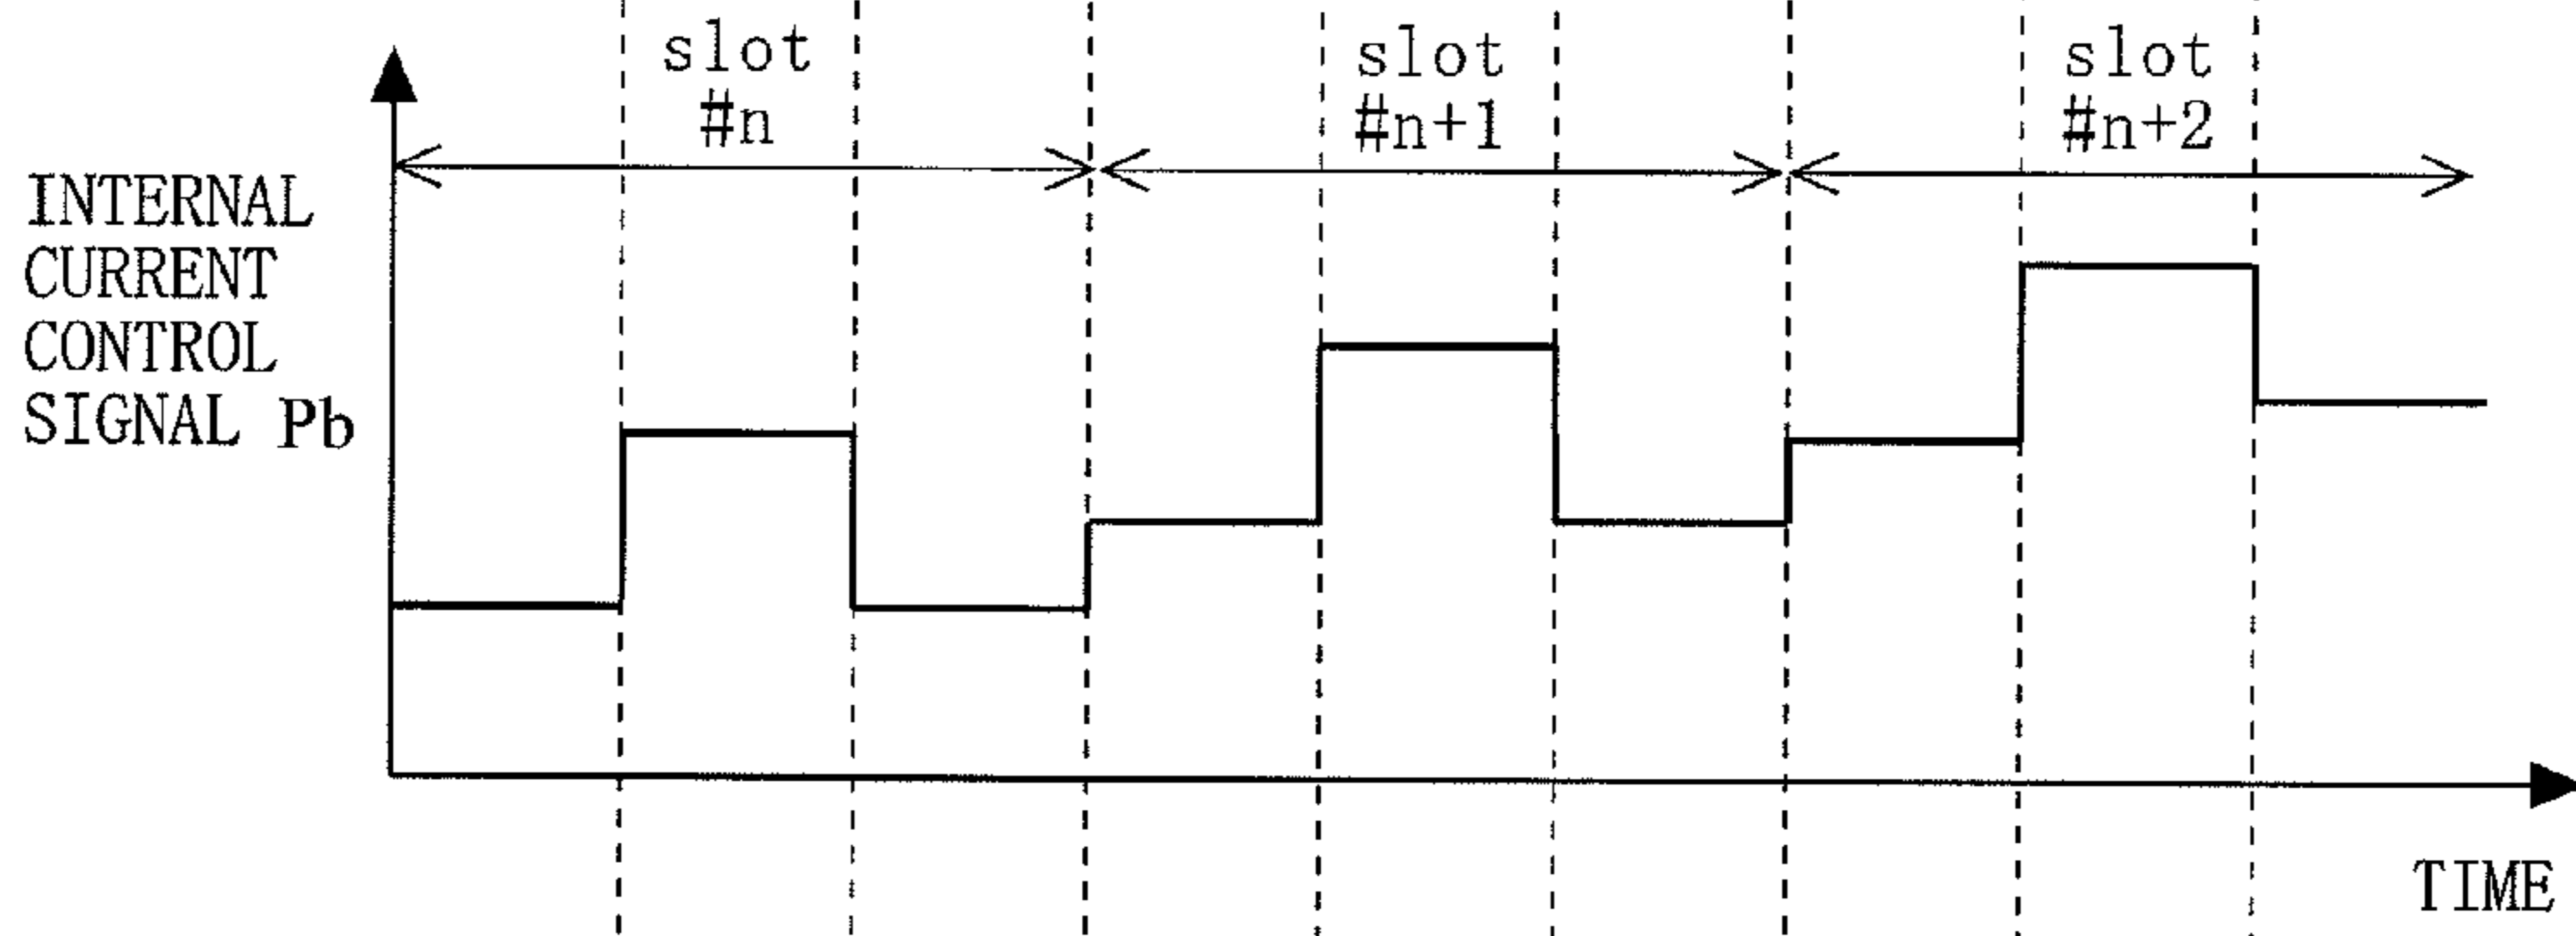 slot
#n
slot
#n+1
slot
#n+2
INTERNAL
CURRENT
CONTROL
SIGNAL Pb
TIME